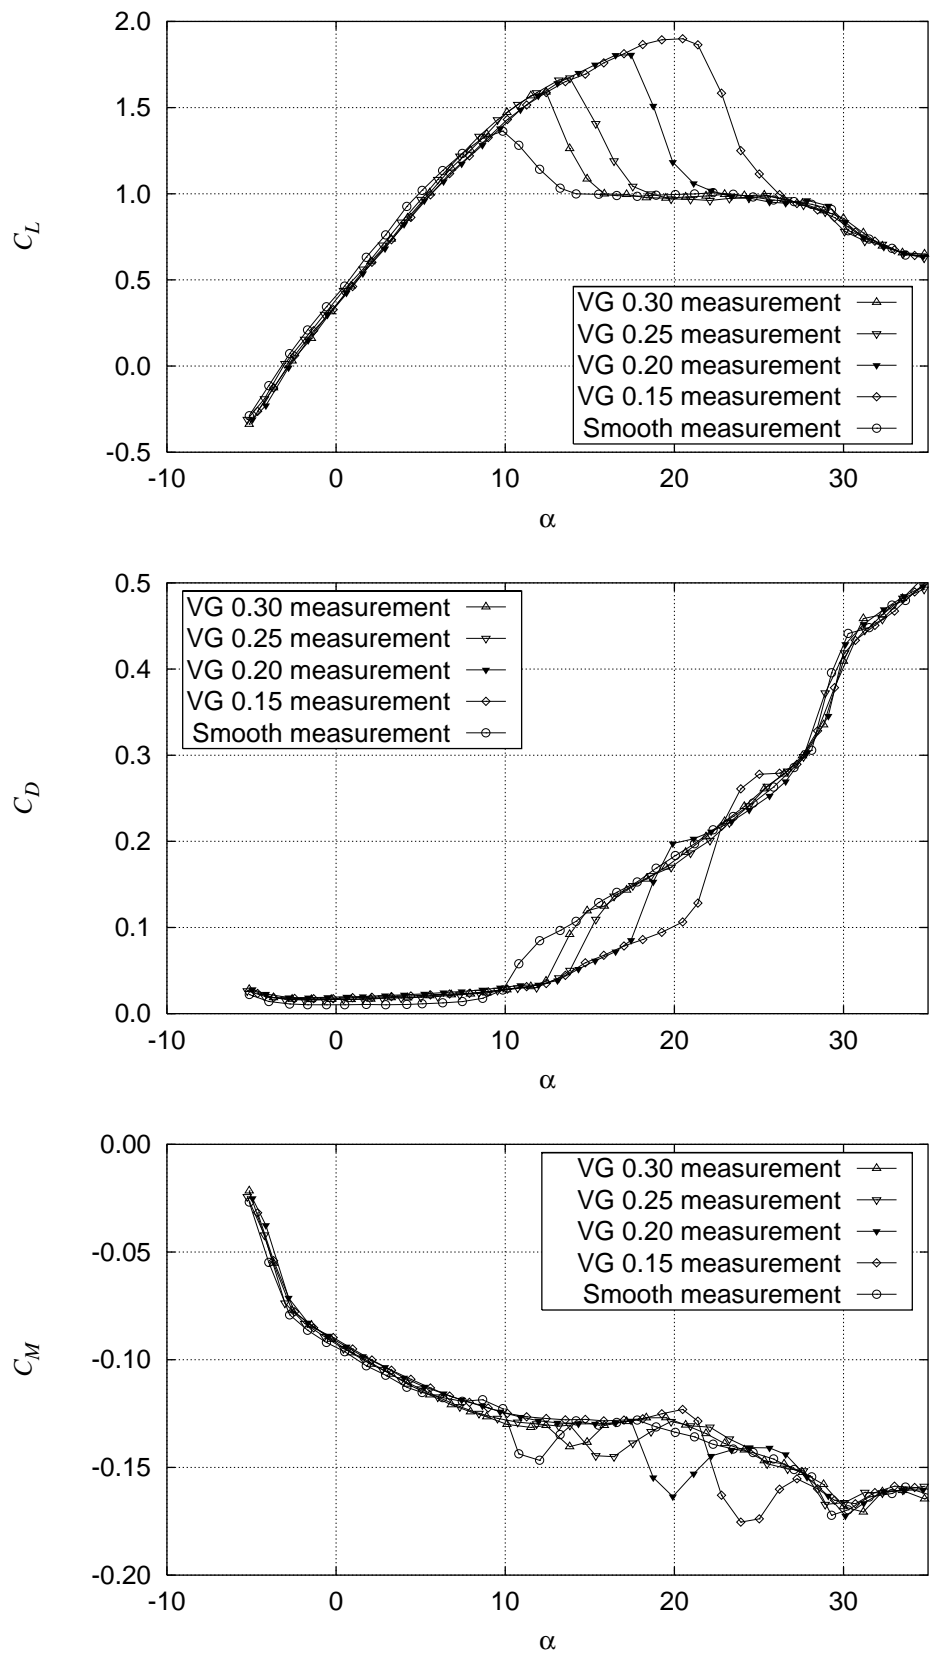 2.0
1.5
1.0
0.5
0.0
-0.5
C_L
VG 0.30 measurement
VG 0.25 measurement
VG 0.20 measurement
VG 0.15 measurement
Smooth measurement
-10 0 10 20 30
α
0.5
0.4
0.3
0.2
0.1
0.0
C_D
VG 0.30 measurement
VG 0.25 measurement
VG 0.20 measurement
VG 0.15 measurement
Smooth measurement
-10 0 10 20 30
α
0.00
-0.05
-0.10
-0.15
-0.20
C_M
VG 0.30 measurement
VG 0.25 measurement
VG 0.20 measurement
VG 0.15 measurement
Smooth measurement
-10 0 10 20 30
α